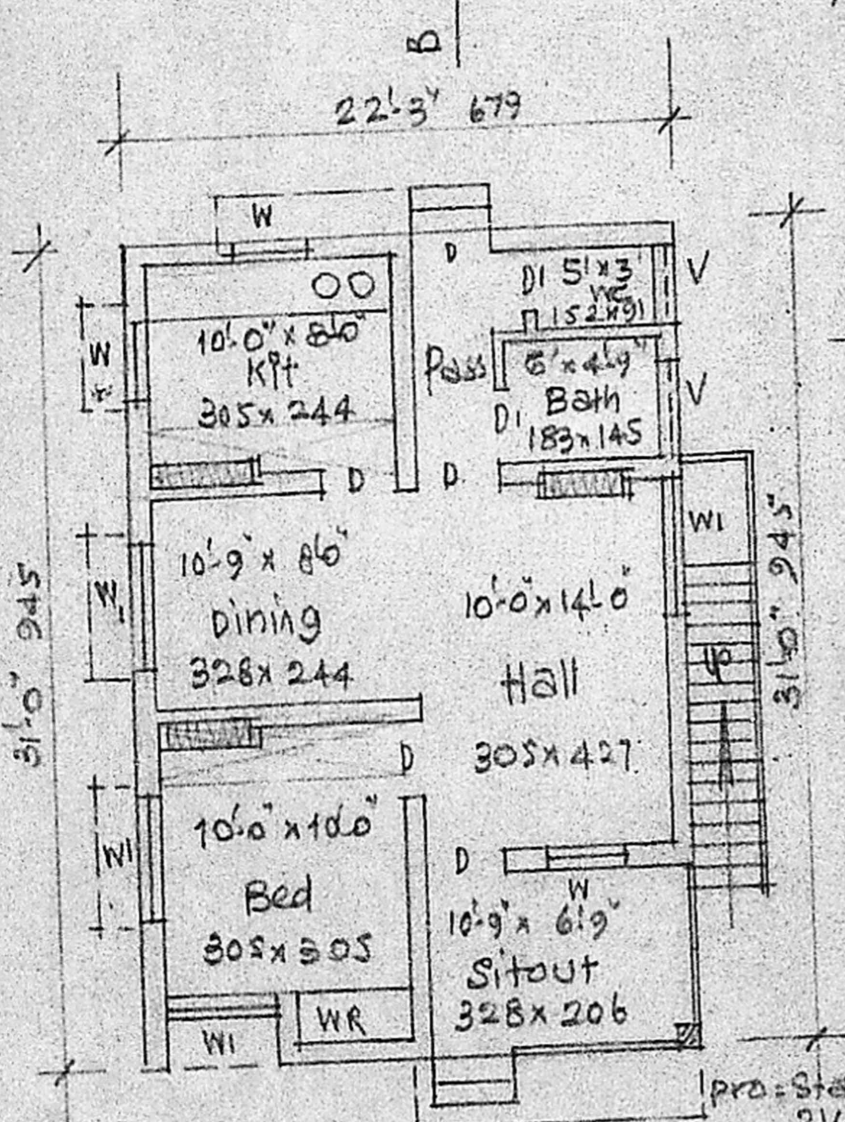 B
22'-3" 679
W
D
D1 5'x3'
WC
152x91
V
W
10'-0" x 8'-0"
Kit
305x244
Pass
6'x4'-9"
Bath
D1
183x145
V
D
D
W1
10'-9" x 8'-0"
Dining
328x244
W1
10'-0"x14'-0"
Hall
305x427
31'-0" 945
31'-0" 945
up
D
W1
10'-0"x10'-0"
Bed
305x305
D
W
10'-9" x 6'-9"
Sitout
328x206
W1
WR